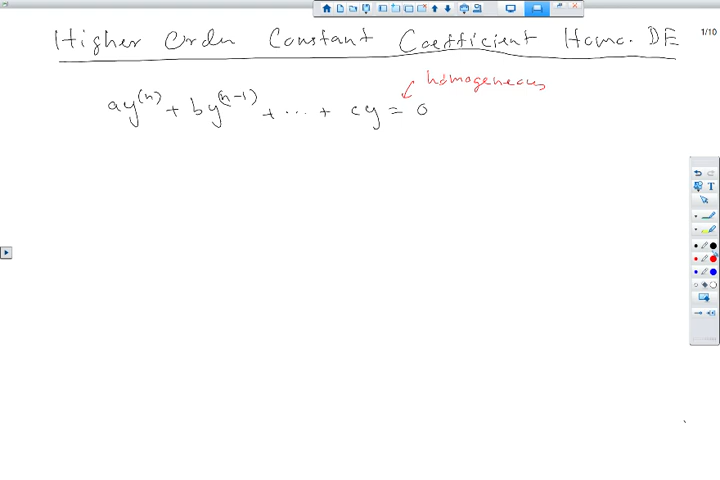 Higher Order Constant Coefficient Homo. DE
1/10
homogeneous
ay^(n) + by^(n-1) + ... + cy = 0
T